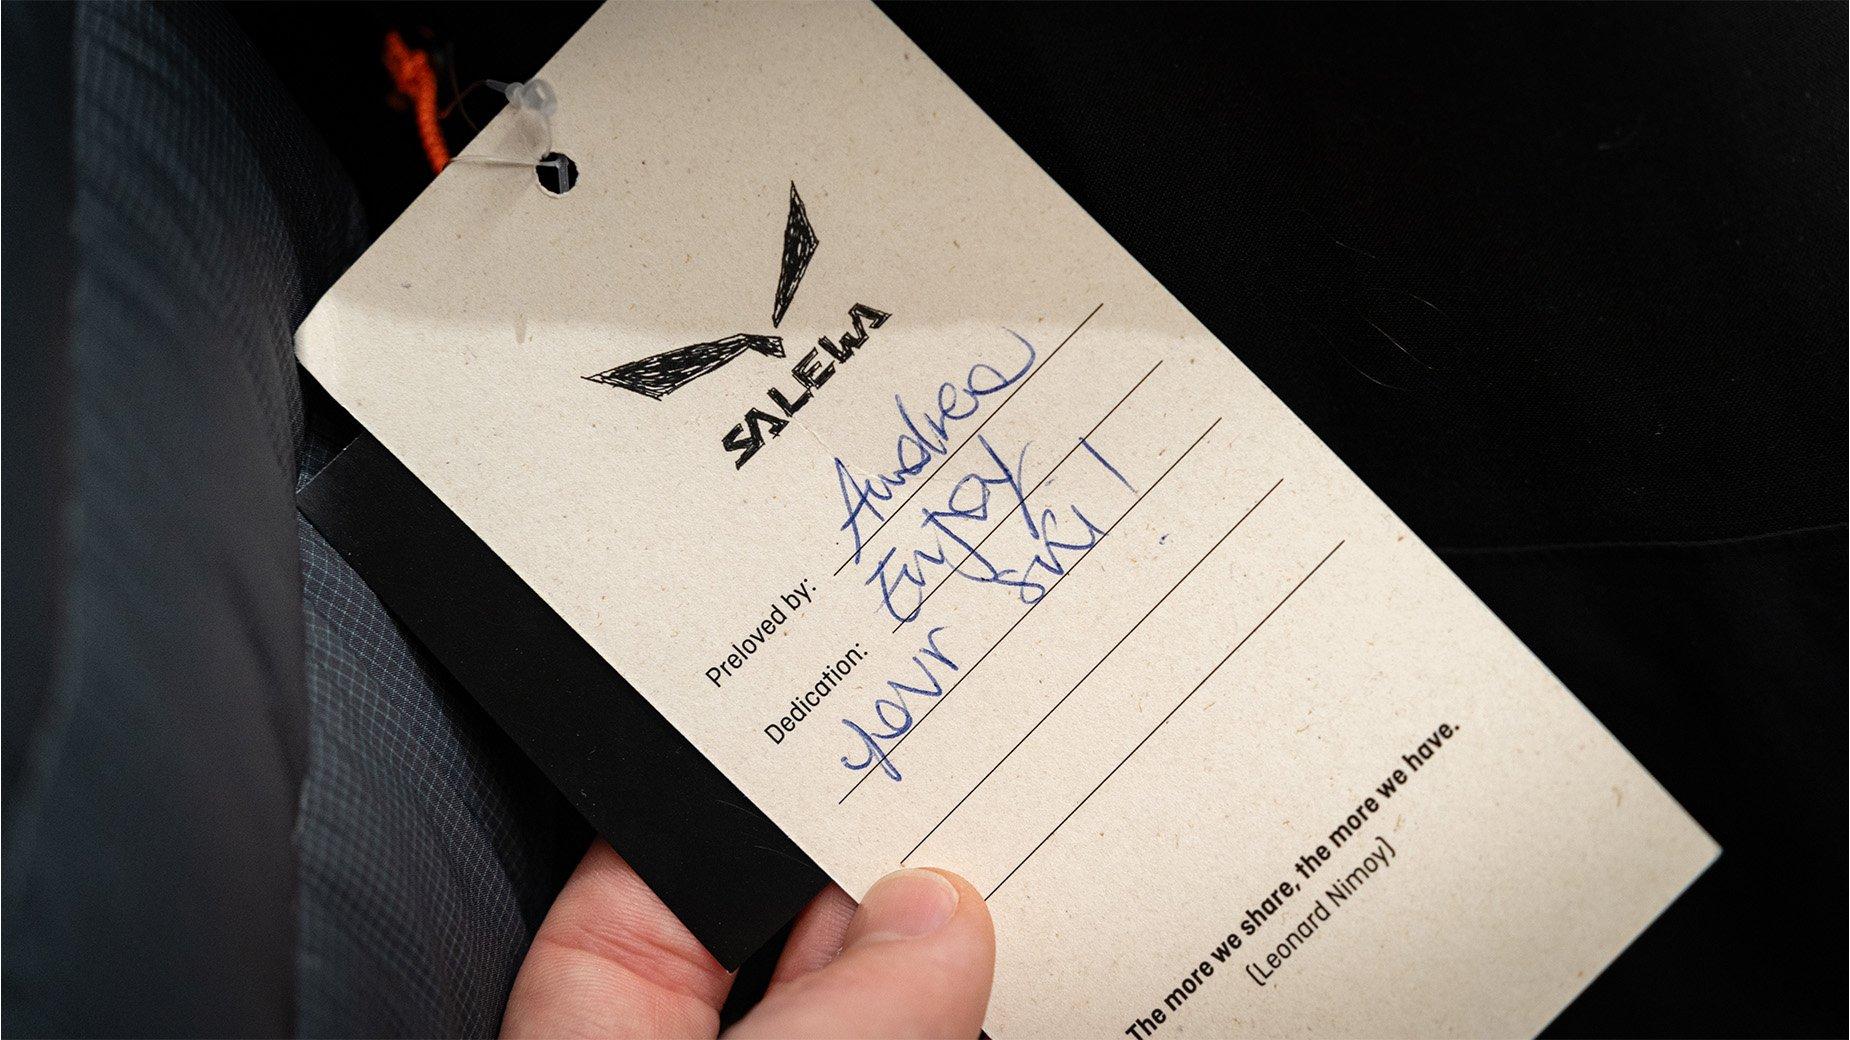 SALEWA
Preloved by: Andrea
Dedication: Enjoy
your ski!
The more we share, the more we have.
(Leonard Nimoy)